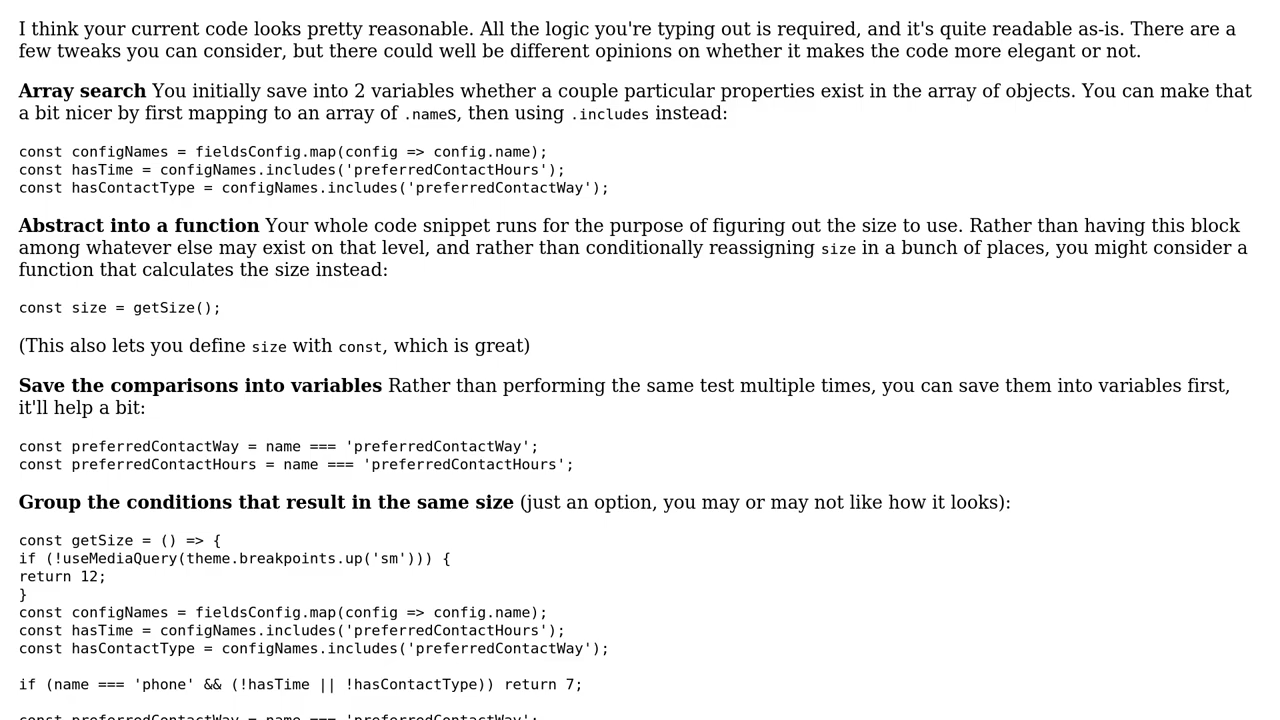 I think your current code looks pretty reasonable. All the logic you're typing out is required, and it's quite readable as-is. There are a
few tweaks you can consider, but there could well be different opinions on whether it makes the code more elegant or not.
Array search You initially save into 2 variables whether a couple particular properties exist in the array of objects. You can make that
a bit nicer by first mapping to an array of .names, then using .includes instead:
const configNames = fieldsConfig.map(config => config.name);
const hasTime = configNames.includes('preferredContactHours');
const hasContactType = configNames.includes('preferredContactWay');
Abstract into a function Your whole code snippet runs for the purpose of figuring out the size to use. Rather than having this block
among whatever else may exist on that level, and rather than conditionally reassigning size in a bunch of places, you might consider a
function that calculates the size instead:
const size = getSize();
(This also lets you define size with const, which is great)
Save the comparisons into variables Rather than performing the same test multiple times, you can save them into variables first,
it'll help a bit:
const preferredContactWay = name === 'preferredContactWay';
const preferredContactHours = name === 'preferredContactHours';
Group the conditions that result in the same size (just an option, you may or may not like how it looks):
const getSize = () => {
if (!useMediaQuery(theme.breakpoints.up('sm'))) {
return 12;
}
const configNames = fieldsConfig.map(config => config.name);
const hasTime = configNames.includes('preferredContactHours');
const hasContactType = configNames.includes('preferredContactWay');
if (name === 'phone' && (!hasTime || !hasContactType)) return 7;
const preferredContactWay = name === 'preferredContactWay';